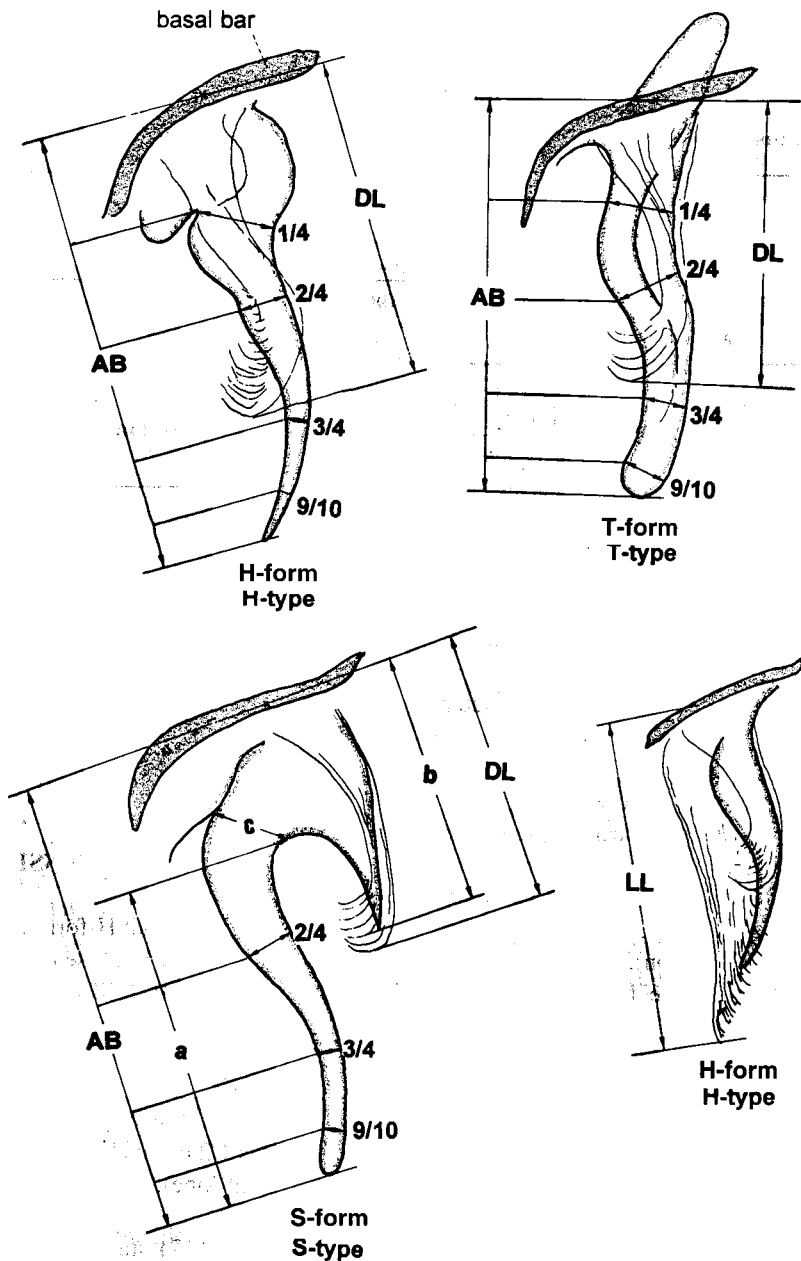 basal bar
DL
1/4
2/4
AB
3/4
9/10
H-form
H-type
1/4
2/4
DL
AB
3/4
9/10
T-form
T-type
b
DL
c
2/4
AB
a
3/4
9/10
S-form
S-type
LL
H-form
H-type